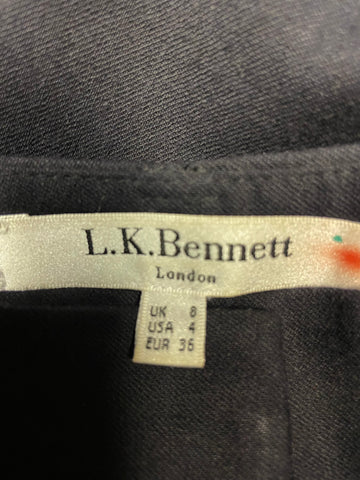 L.K.Bennett
London
UK 8
USA 4
EUR 36